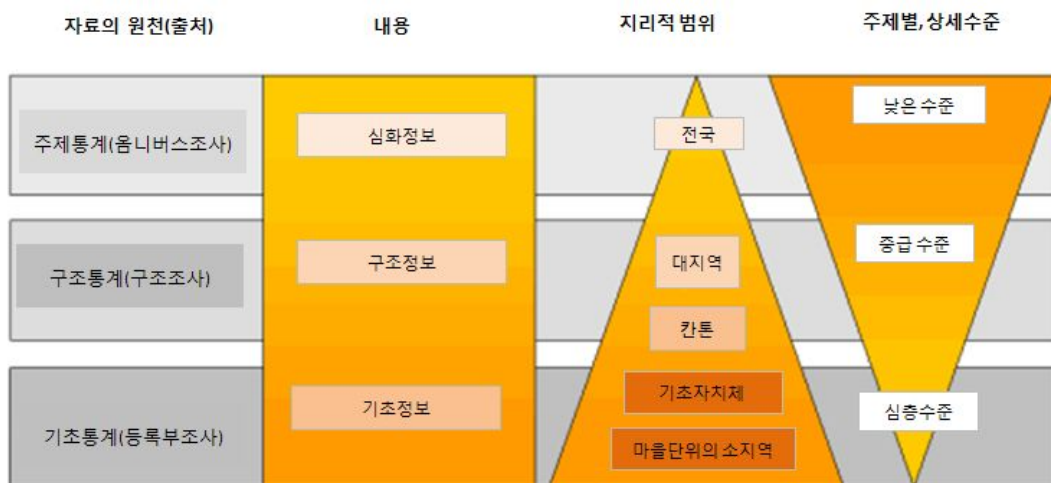 자료의 원천(출처)
내용
지리적 범위
주제별, 상세수준
주제통계(옴니버스조사)
심화정보
전국
낮은 수준
구조통계(구조조사)
구조정보
대지역
중급 수준
칸톤
기초통계(등록부조사)
기초정보
기초자치체
심층수준
마을단위의 소지역